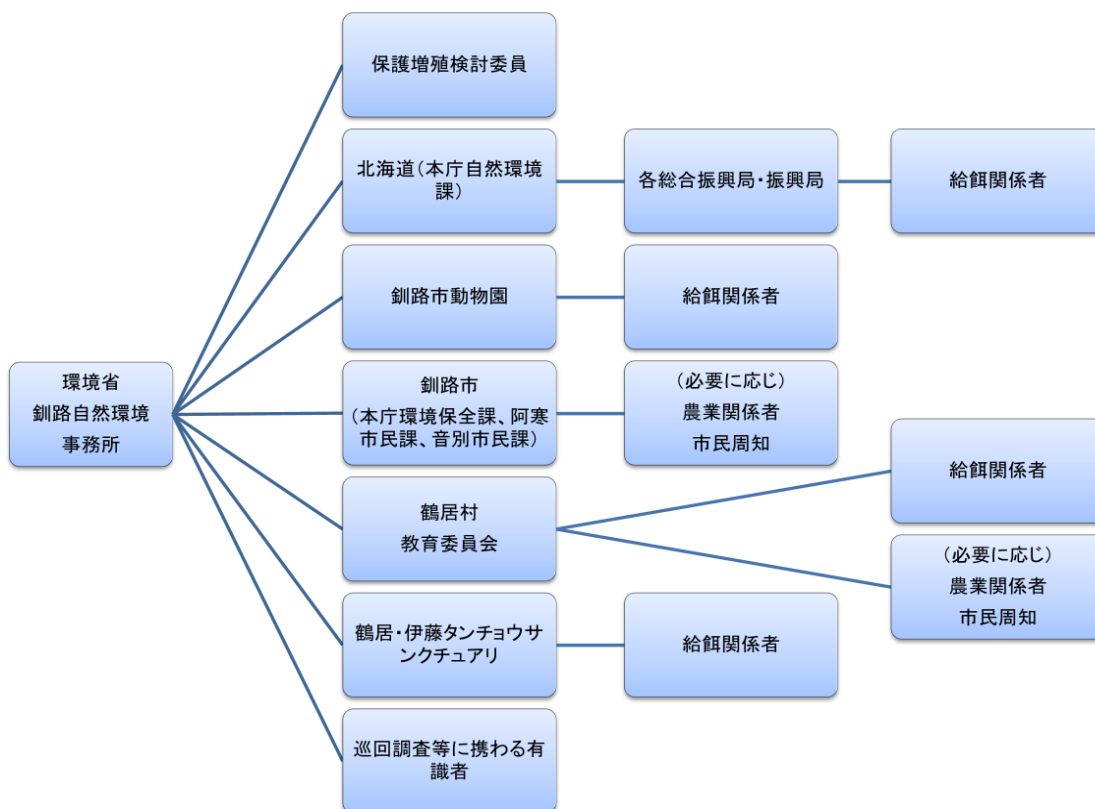 保護増殖検討委員
北海道（本庁自然環境
課）
各総合振興局・振興局
給餌関係者
釧路市動物園
給餌関係者
環境省
釧路自然環境
事務所
釧路市
（本庁環境保全課、阿寒
市民課、音別市民課）
（必要に応じ）
農業関係者
市民周知
鶴居村
教育委員会
給餌関係者
（必要に応じ）
農業関係者
市民周知
鶴居・伊藤タンチョウサ
ンクチュアリ
給餌関係者
巡回調査等に携わる有
識者